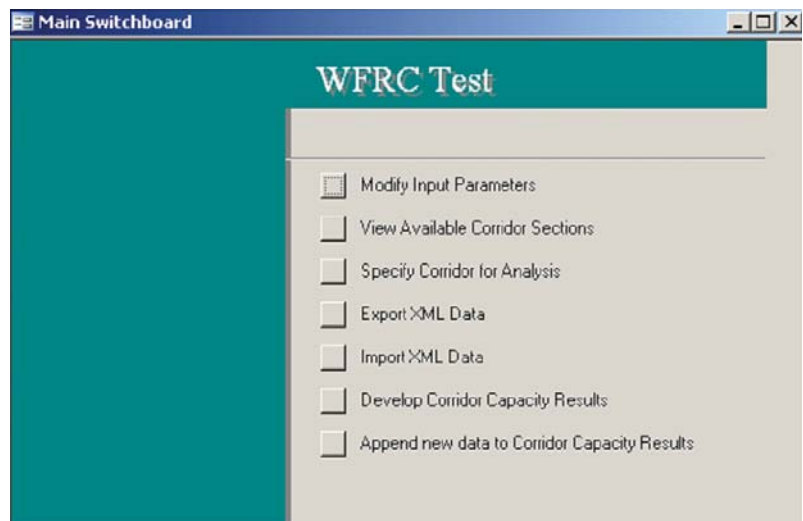 Main Switchboard
WFRC Test
Modify Input Parameters
View Available Corridor Sections
Specify Corridor for Analysis
Export XML Data
Import XML Data
Develop Corridor Capacity Results
Append new data to Corridor Capacity Results